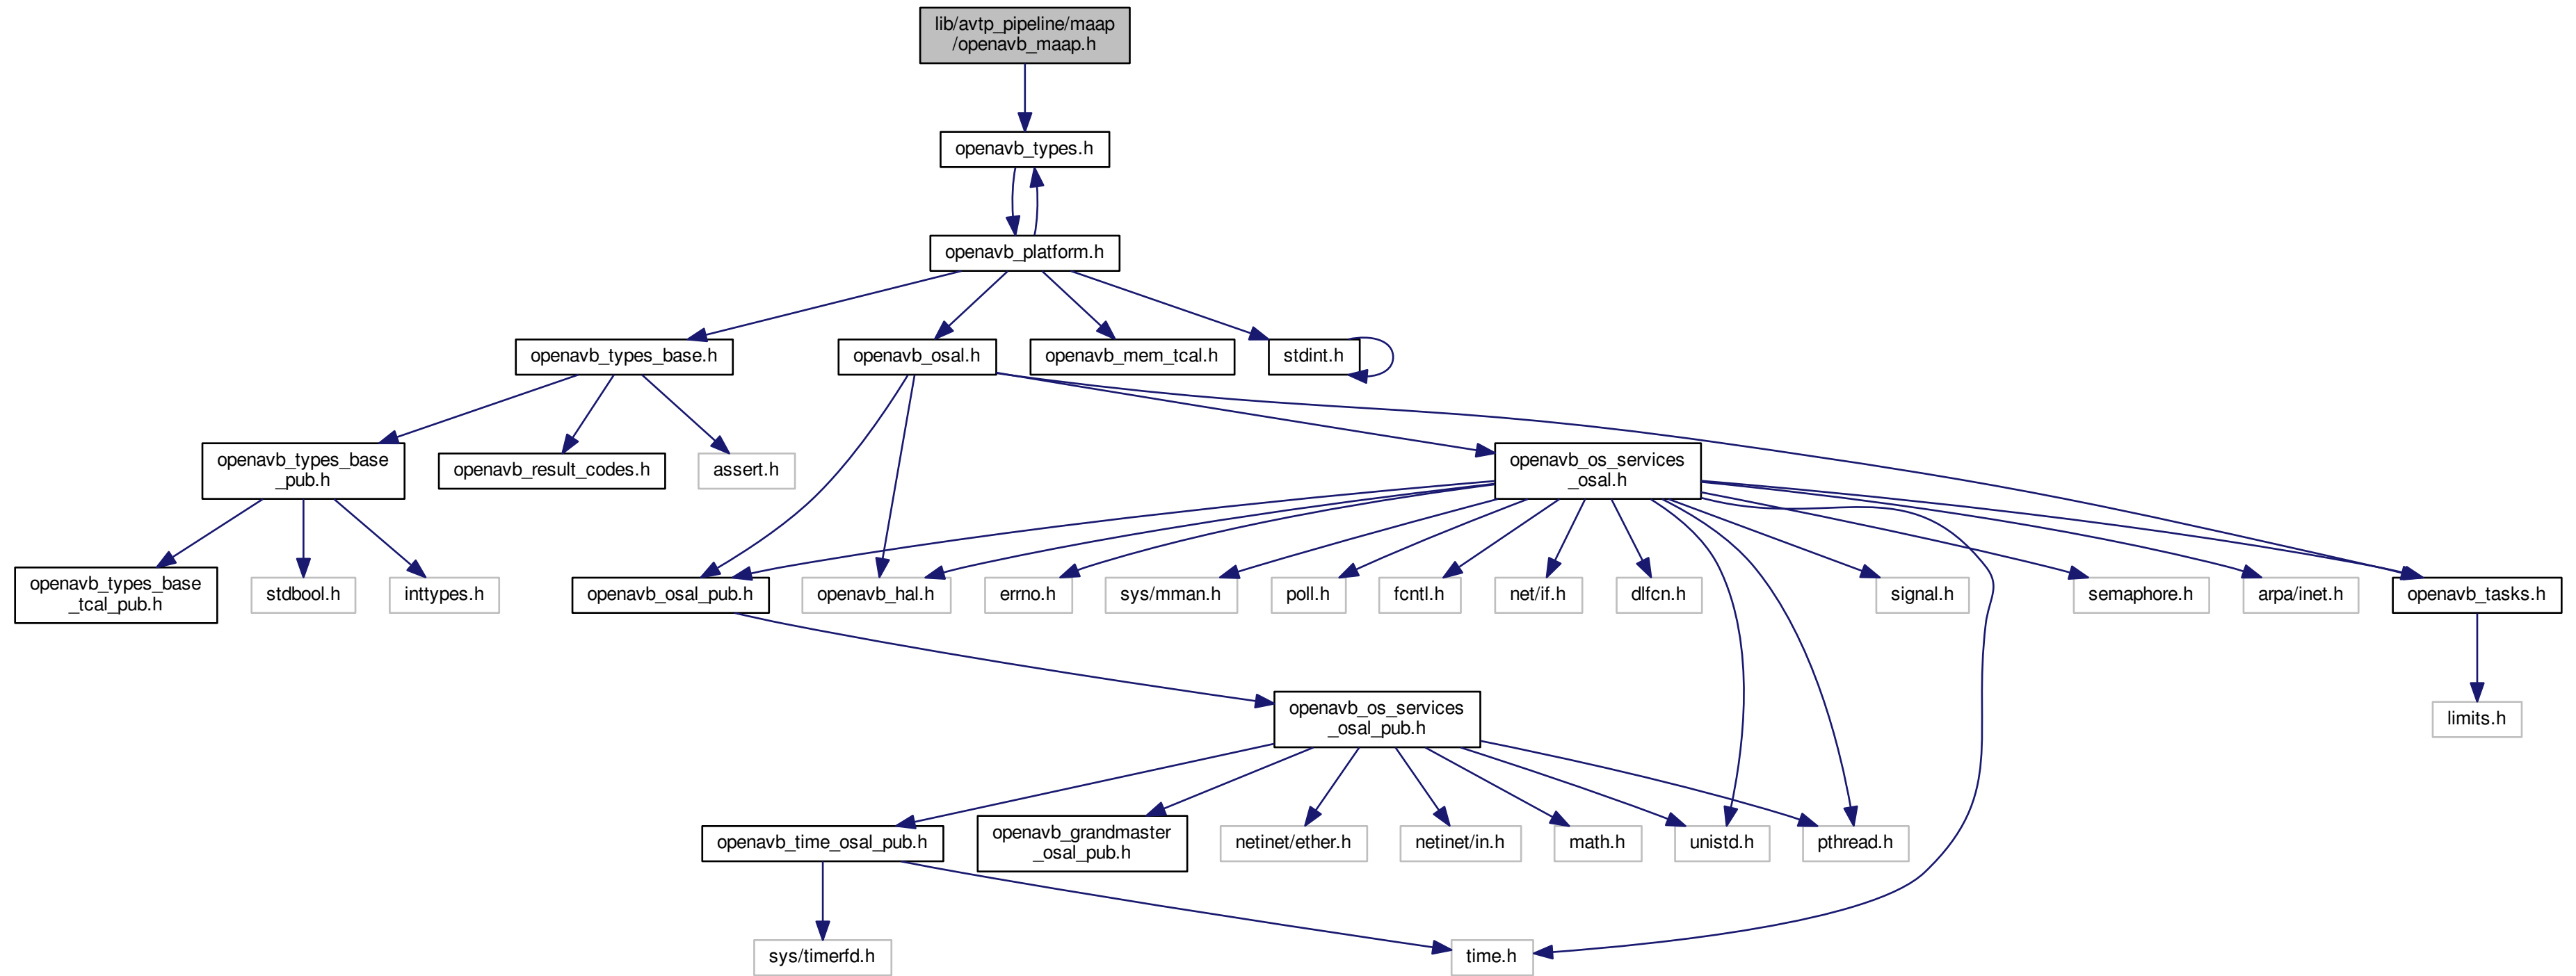 lib/avtp_pipeline/maap
/openavb_maap.h
openavb_types.h
openavb_platform.h
openavb_types_base.h
openavb_osal.h
openavb_mem_tcal.h
stdint.h
openavb_types_base
_pub.h
openavb_result_codes.h
assert.h
openavb_os_services
_osal.h
openavb_types_base
_tcal_pub.h
stdbool.h
inttypes.h
openavb_osal_pub.h
openavb_hal.h
errno.h
sys/mman.h
poll.h
fcntl.h
net/if.h
dlfcn.h
signal.h
semaphore.h
arpa/inet.h
openavb_tasks.h
openavb_os_services
_osal_pub.h
limits.h
openavb_time_osal_pub.h
openavb_grandmaster
_osal_pub.h
netinet/ether.h
netinet/in.h
math.h
unistd.h
pthread.h
sys/timerfd.h
time.h